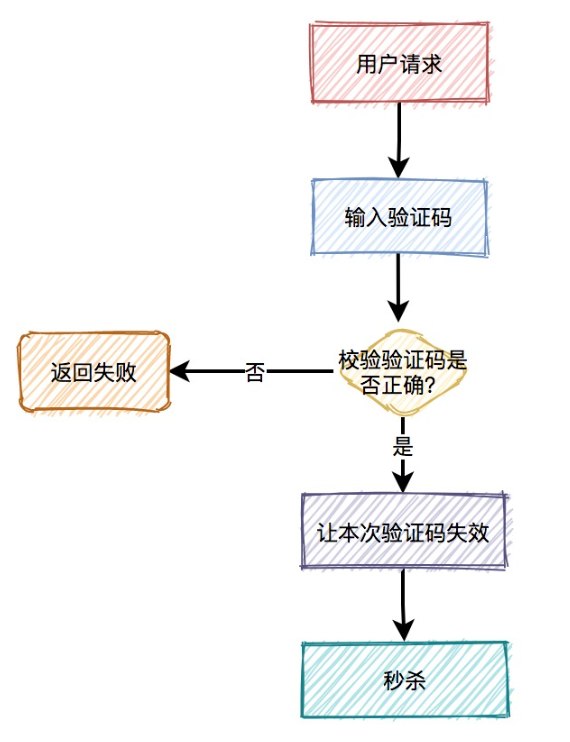 用户请求
输入验证码
校验验证码是
否正确?
否
返回失败
是
让本次验证码失效
秒杀